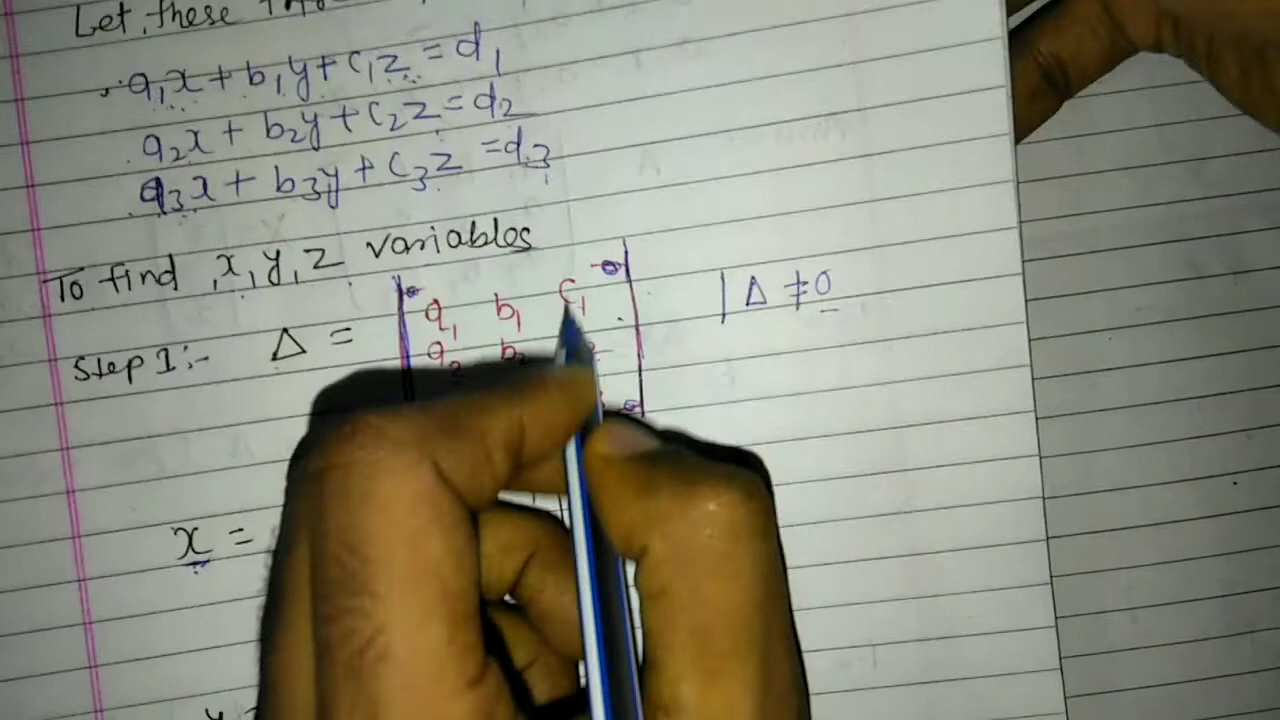 Let, these
a₁x + b₁y + c₁z = d₁
a₂x + b₂y + c₂z = d₂
a₃x + b₃y + c₃z = d₃
To find x, y, z variables
Step 1:- Δ = | a₁ b₁ c₁ | | Δ ≠ 0
a₂ b₂
x =